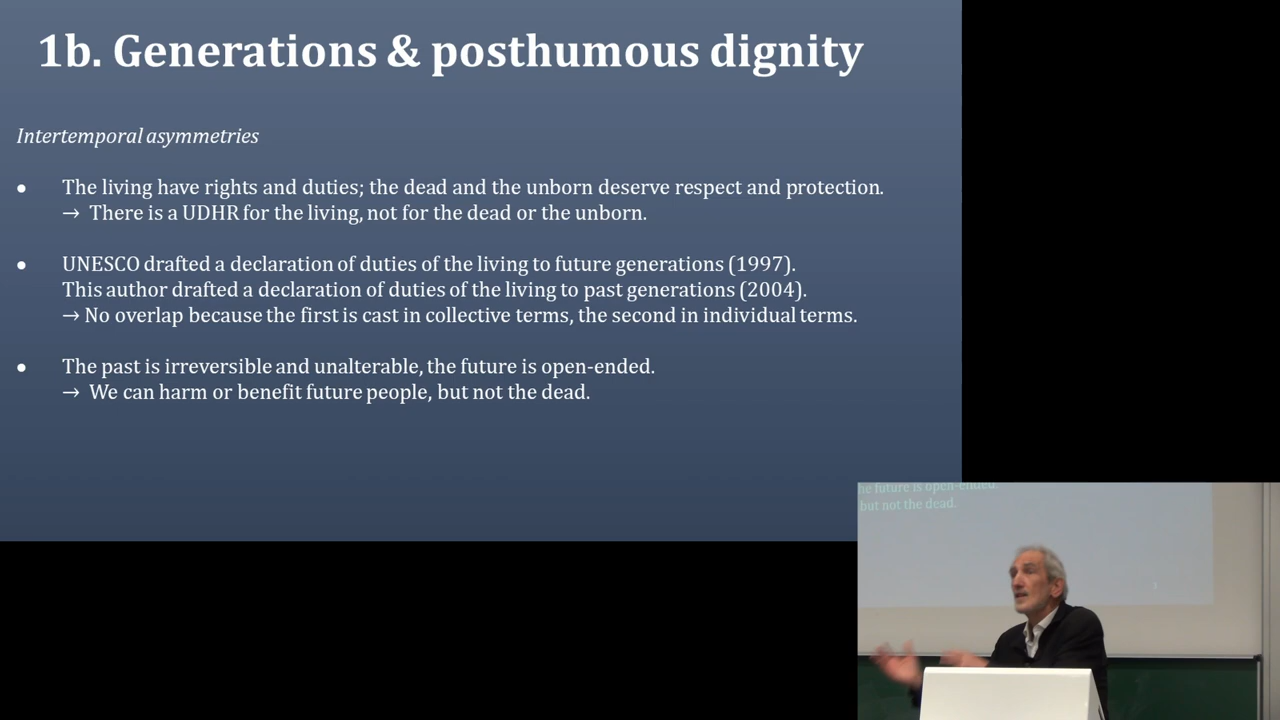 1b. Generations & posthumous dignity
Intertemporal asymmetries
● The living have rights and duties; the dead and the unborn deserve respect and protection.
→ There is a UDHR for the living, not for the dead or the unborn.
● UNESCO drafted a declaration of duties of the living to future generations (1997).
This author drafted a declaration of duties of the living to past generations (2004).
→ No overlap because the first is cast in collective terms, the second in individual terms.
● The past is irreversible and unalterable, the future is open-ended.
→ We can harm or benefit future people, but not the dead.
he future is open-ended.
but not the dead.